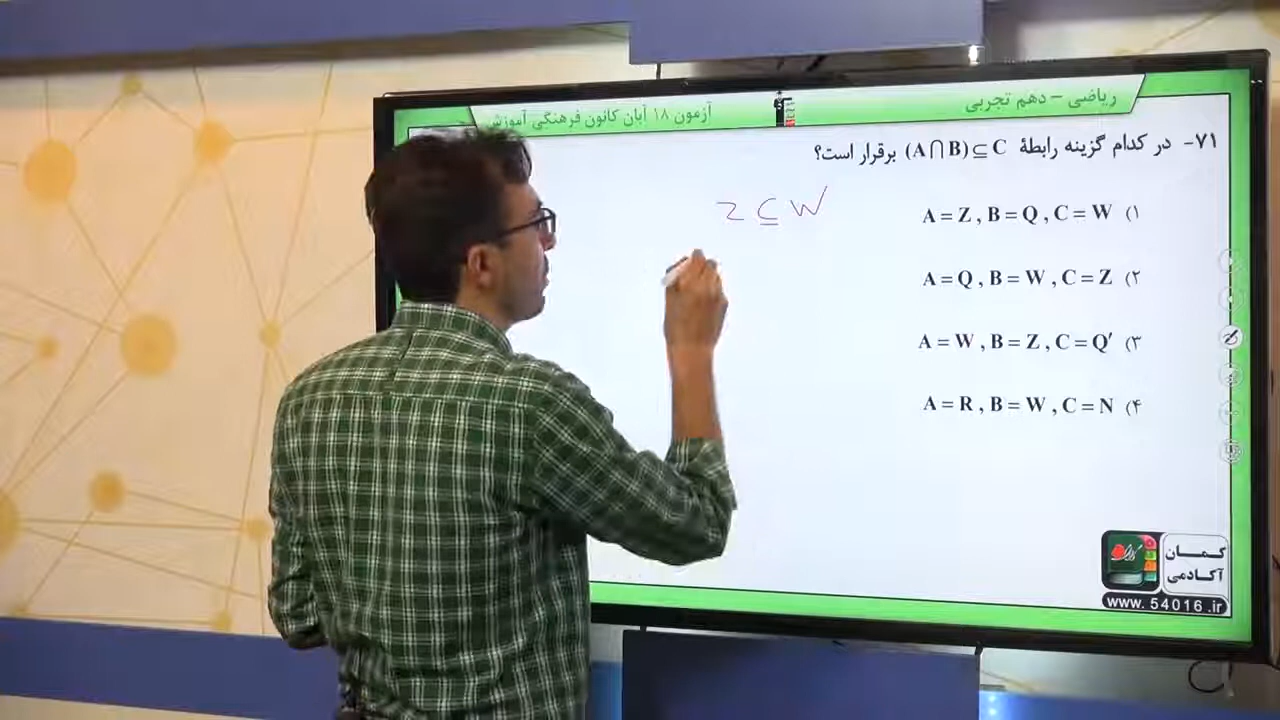 ریاضی – دهم تجربی
آزمون ۱۸ آبان کانون فرهنگی آموزش
۷۱- در کدام گزینه رابطهٔ (A∩B)⊆C برقرار است؟
Z ⊆ W
۱) A = Z , B = Q , C = W
۲) A = Q , B = W , C = Z
۳) A = W , B = Z , C = Q′
۴) A = R , B = W , C = N
کمان
آکادمی
www. 54016 .ir